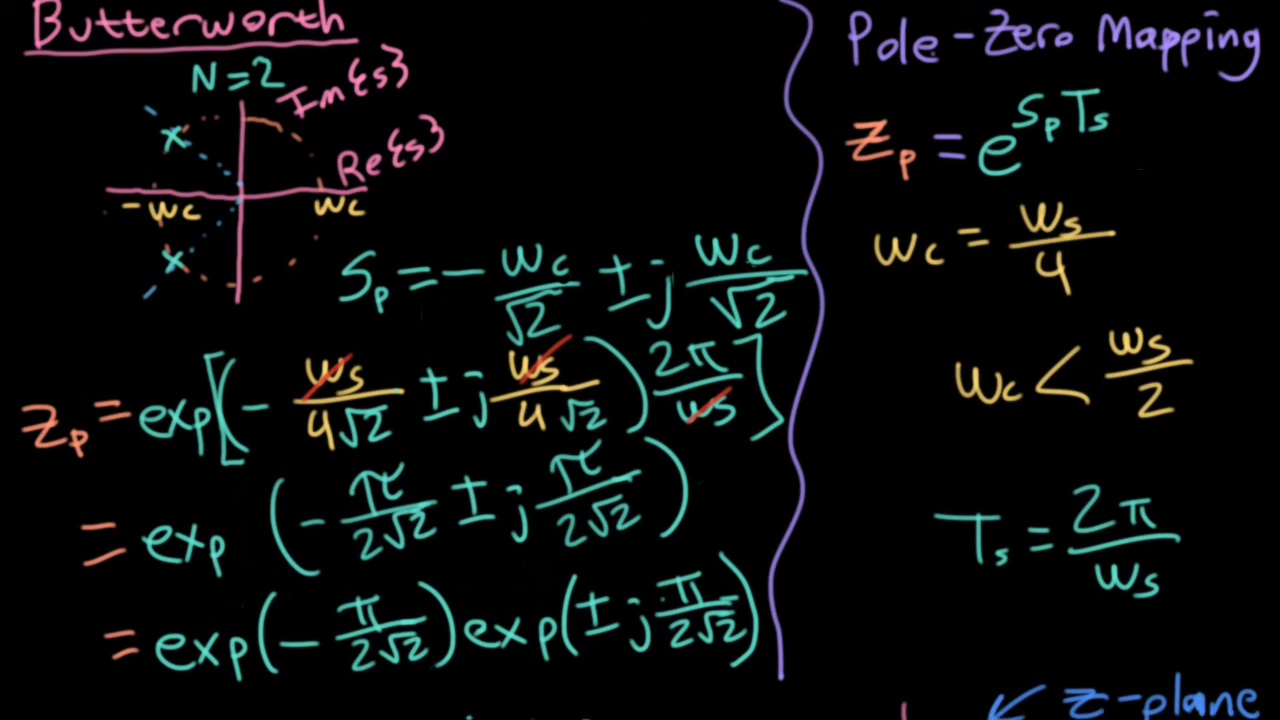 Butterworth
N=2
Im{s}
Re{s}
-wc
wc
Sp = - wc/√2 ± j wc/√2
Zp = exp[(- ws/4√2 ± j ws/4√2) 2π/ws]
= exp (- π/2√2 ± j π/2√2)
= exp(- π/2√2) exp(± j π/2√2)
Pole-Zero Mapping
Zp = e^SpTs
wc = ws/4
wc < ws/2
Ts = 2π/ws
z-plane